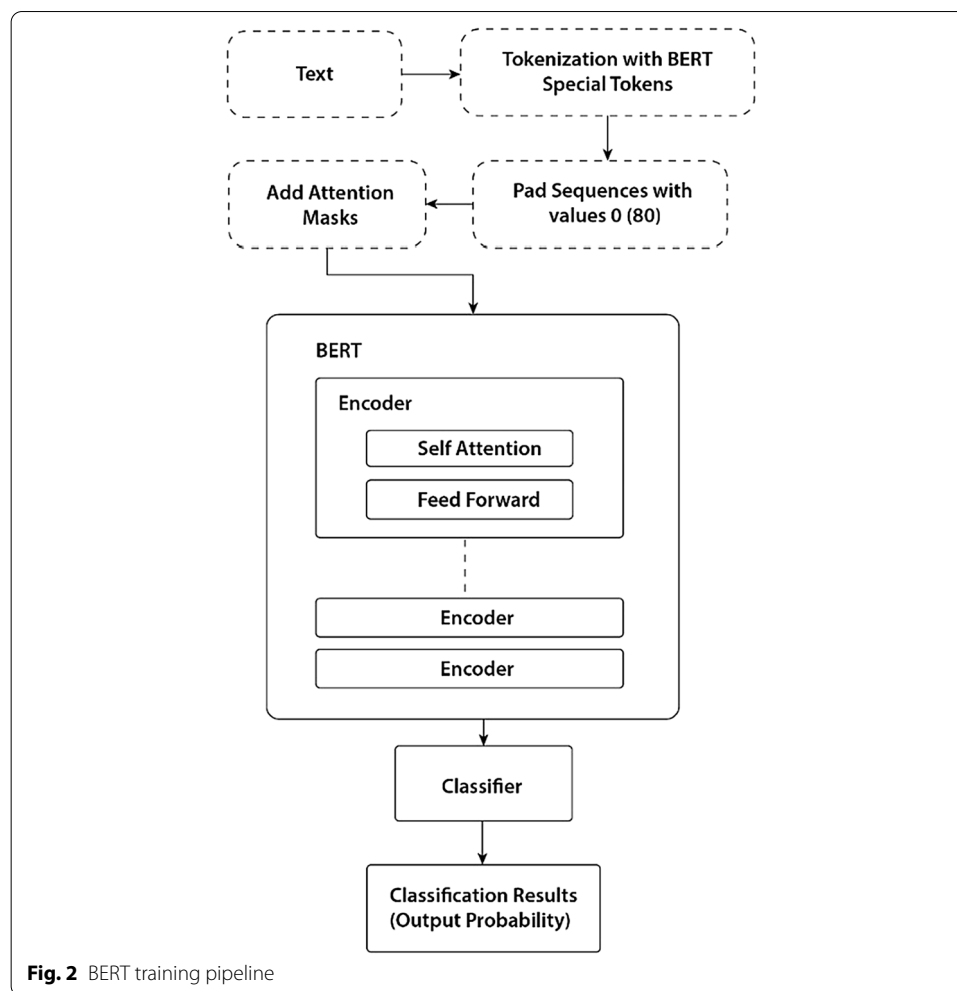 Text
Tokenization with BERT
Special Tokens
Add Attention
Masks
Pad Sequences with
values 0 (80)
BERT
Encoder
Self Attention
Feed Forward
Encoder
Encoder
Classifier
Classification Results
(Output Probability)
Fig. 2 BERT training pipeline